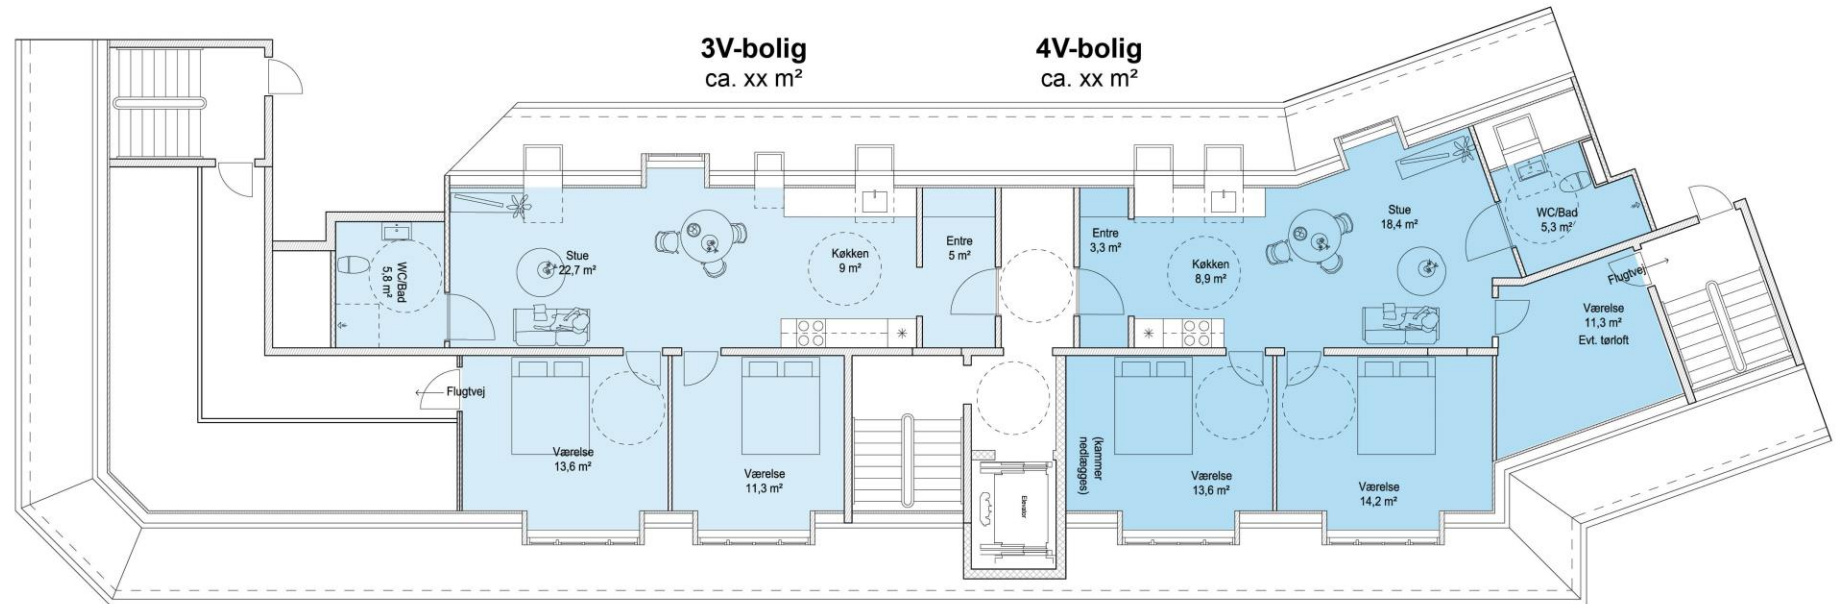 3V-bolig
ca. xx m²
4V-bolig
ca. xx m²
WC/Bad
5,8 m²
Stue
22,7 m²
Køkken
9 m²
Entre
5 m²
Entre
3,3 m²
Køkken
8,9 m²
Stue
18,4 m²
WC/Bad
5,3 m²
Flugtvej
Værelse
11,3 m²
Evt. tørloft
Flugtvej
Værelse
13,6 m²
Værelse
11,3 m²
Elevator
(kammer
nedlægges)
Værelse
13,6 m²
Værelse
14,2 m²